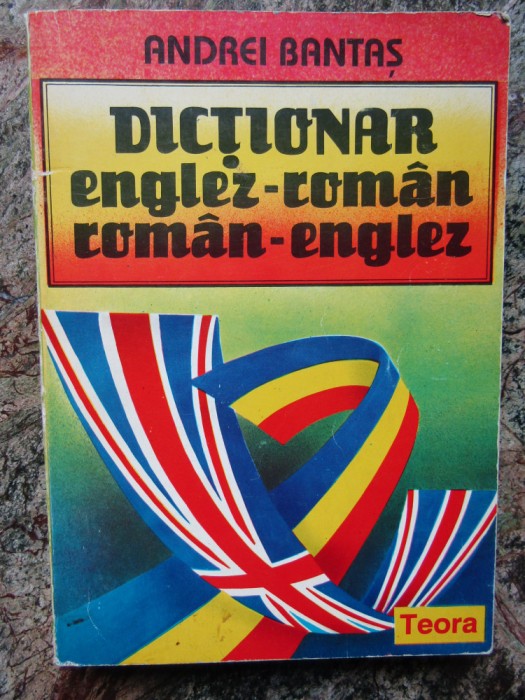 ANDREI BANTAȘ
DICȚIONAR
englez-român
român-englez
Teora